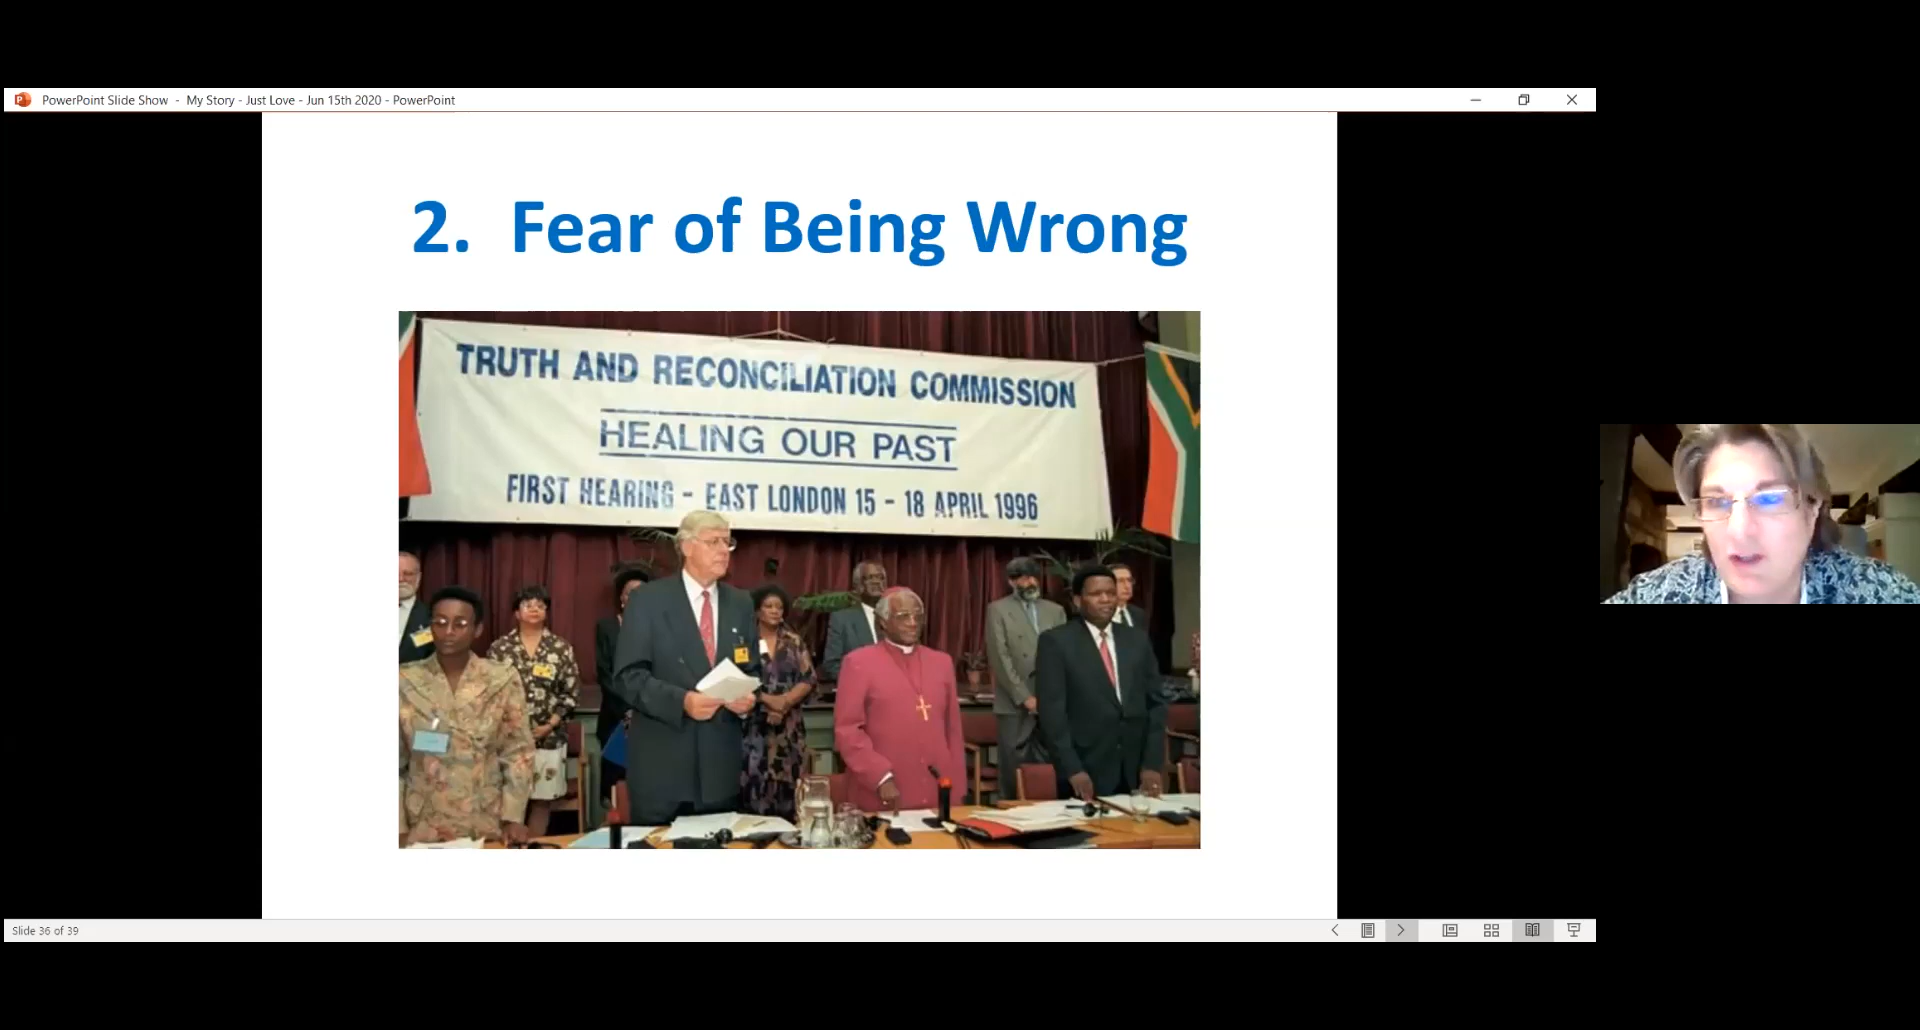 PowerPoint Slide Show - My Story - Just Love - Jun 15th 2020 - PowerPoint
2. Fear of Being Wrong
TRUTH AND RECONCILIATION COMMISSION
HEALING OUR PAST
FIRST HEARING - EAST LONDON 15 - 18 APRIL 1996
Slide 36 of 39